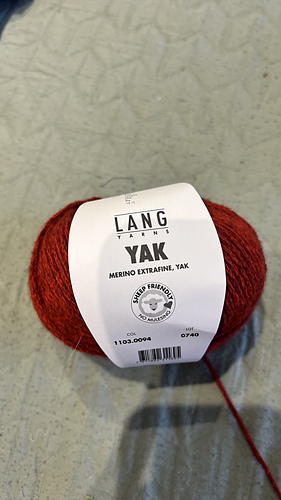 LANG
YARNS
YAK
MERINO EXTRAFINE, YAK
SHEEP FRIENDLY
NO MULESING
COL
LOT
1103.0094
0740